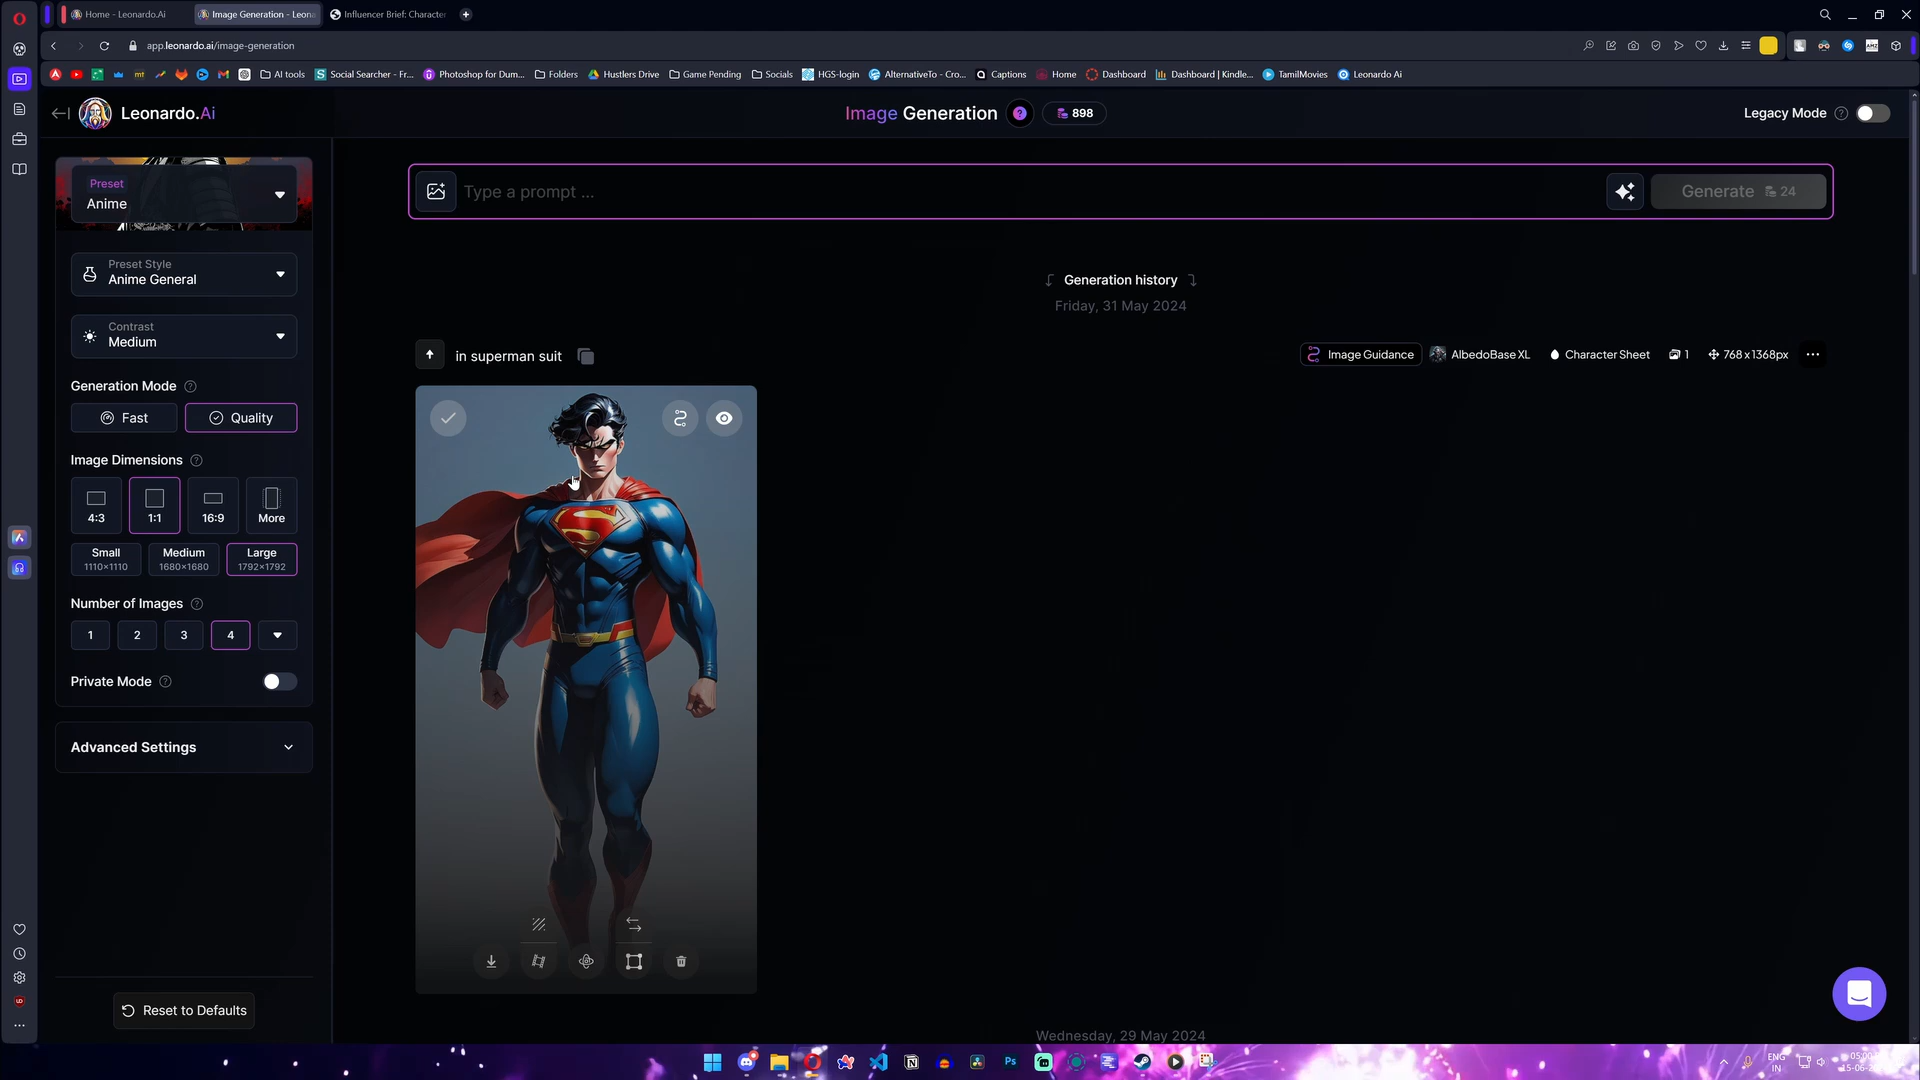 Home - Leonardo.Ai
Image Generation - Leona
Influencer Brief: Character
app.leonardo.ai/image-generation
AI tools
Social Searcher - Fr...
Photoshop for Dum...
Folders
Hustlers Drive
Game Pending
Socials
HGS-login
AlternativeTo - Cro...
Captions
Home
Dashboard
Dashboard | Kindle...
TamilMovies
Leonardo Ai
Leonardo.Ai
Image Generation
898
Legacy Mode
Preset
Anime
Type a prompt ...
Generate 24
Preset Style
Anime General
Generation history
Friday, 31 May 2024
Contrast
Medium
in superman suit
Image Guidance
AlbedoBase XL
Character Sheet
1
768 x 1368px
Generation Mode
Fast
Quality
Image Dimensions
4:3
1:1
16:9
More
Small
1110×1110
Medium
1680×1680
Large
1792×1792
Number of Images
1
2
3
4
Private Mode
Advanced Settings
Reset to Defaults
Wednesday, 29 May 2024
ENG
IN